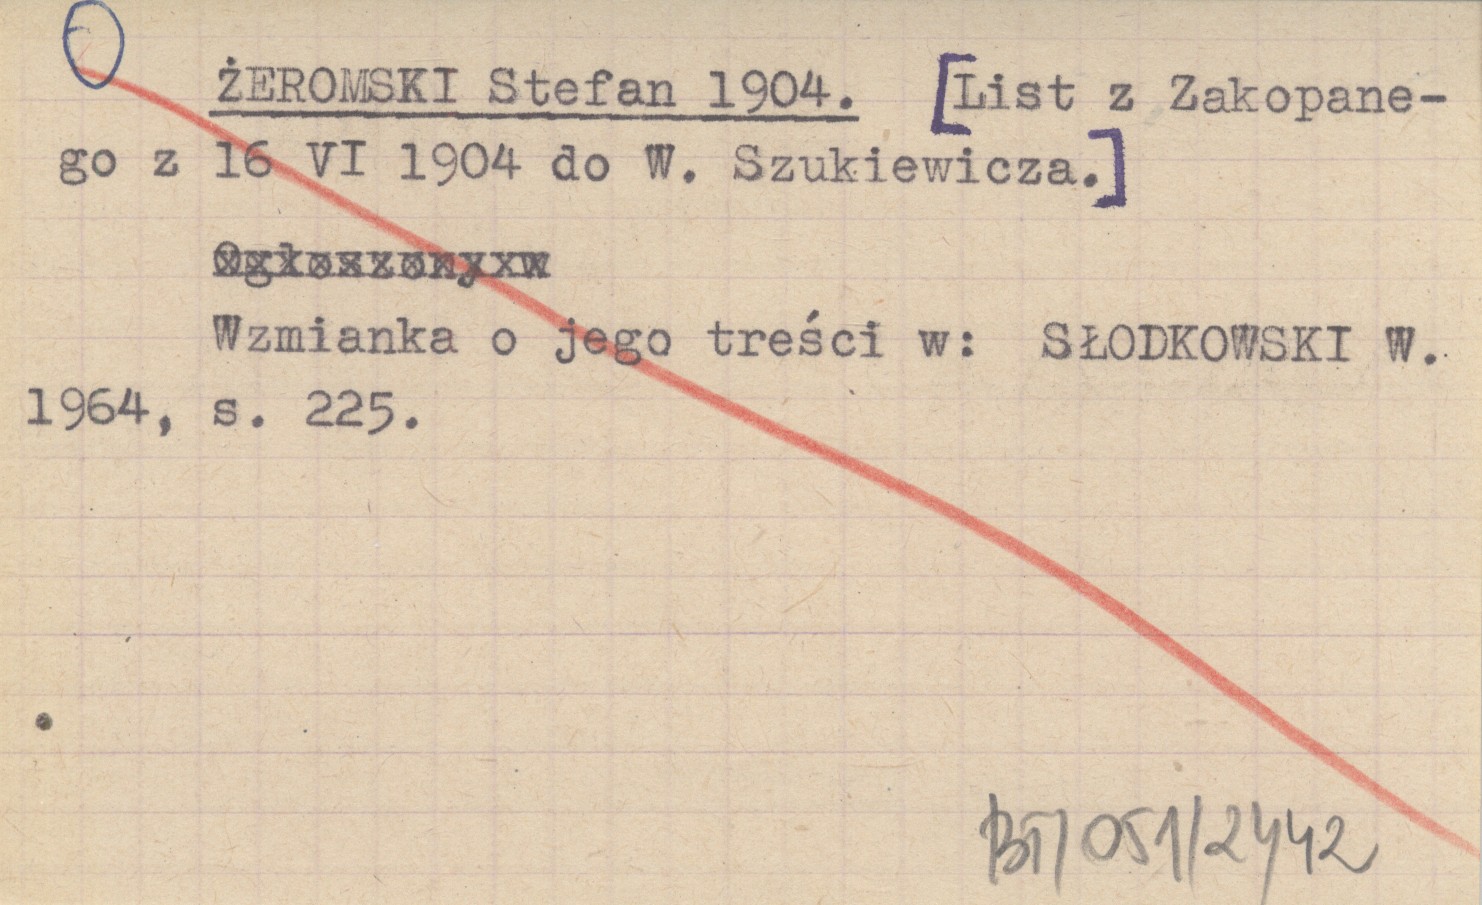 ŻEROMSKI Stefan 1904. [List z Zakopane-
go z 16 VI 1904 do W. Szukiewicza.]
Ogłoszony w
Wzmianka o jego treści w: SŁODKOWSKI W.
1964, s. 225.
BT/051/2442